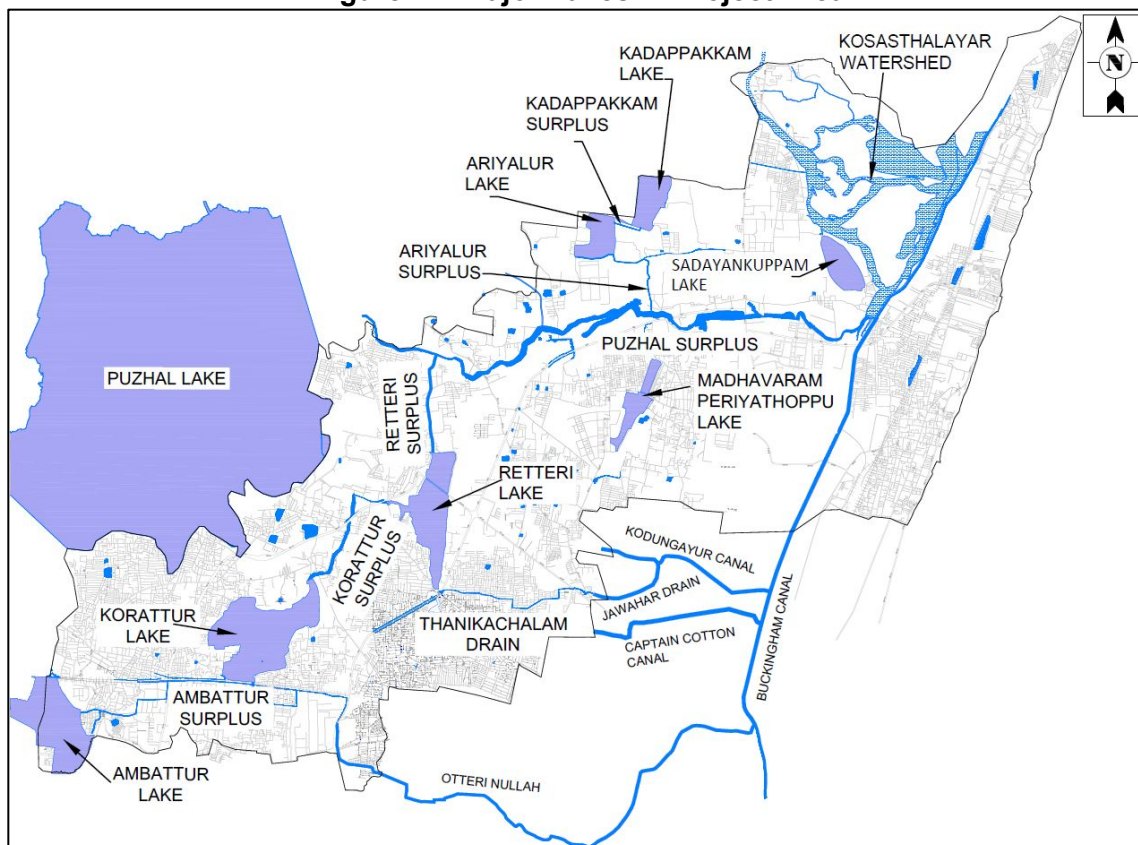 KADAPPAKKAM
LAKE
KOSASTHALAYAR
WATERSHED
N
KADAPPAKKAM
SURPLUS
ARIYALUR
LAKE
ARIYALUR
SURPLUS
SADAYANKUPPAM
LAKE
PUZHAL SURPLUS
PUZHAL LAKE
RETTERI
SURPLUS
MADHAVARAM
PERIYATHOPPU
LAKE
RETTERI
LAKE
KORATTUR
SURPLUS
KODUNGAYUR CANAL
JAWAHAR DRAIN
KORATTUR
LAKE
THANIKACHALAM
DRAIN
CAPTAIN COTTON
CANAL
BUCKINGHAM CANAL
AMBATTUR
SURPLUS
AMBATTUR
LAKE
OTTERI NULLAH